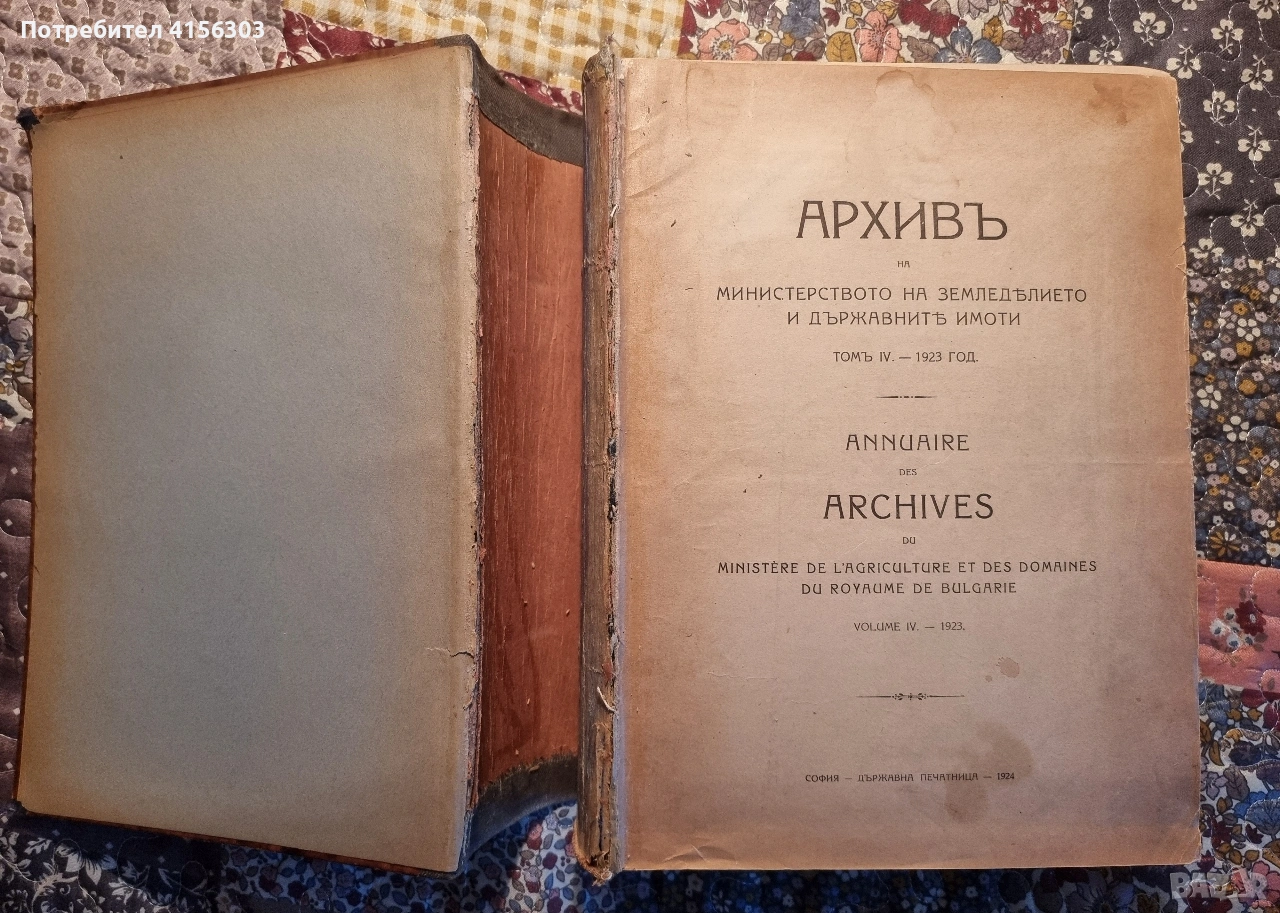 Потребител 4156303
АРХИВЪ
НА
МИНИСТЕРСТВОТО НА ЗЕМЛЕДѢЛИЕТО
И ДЪРЖАВНИТѢ ИМОТИ
ТОМЪ IV. — 1923 ГОД.
ANNUAIRE
DES
ARCHIVES
DU
MINISTÈRE DE L'AGRICULTURE ET DES DOMAINES
DU ROYAUME DE BULGARIE
VOLUME IV. — 1923.
СОФИЯ — ДЪРЖАВНА ПЕЧАТНИЦА — 1924
BAZAR